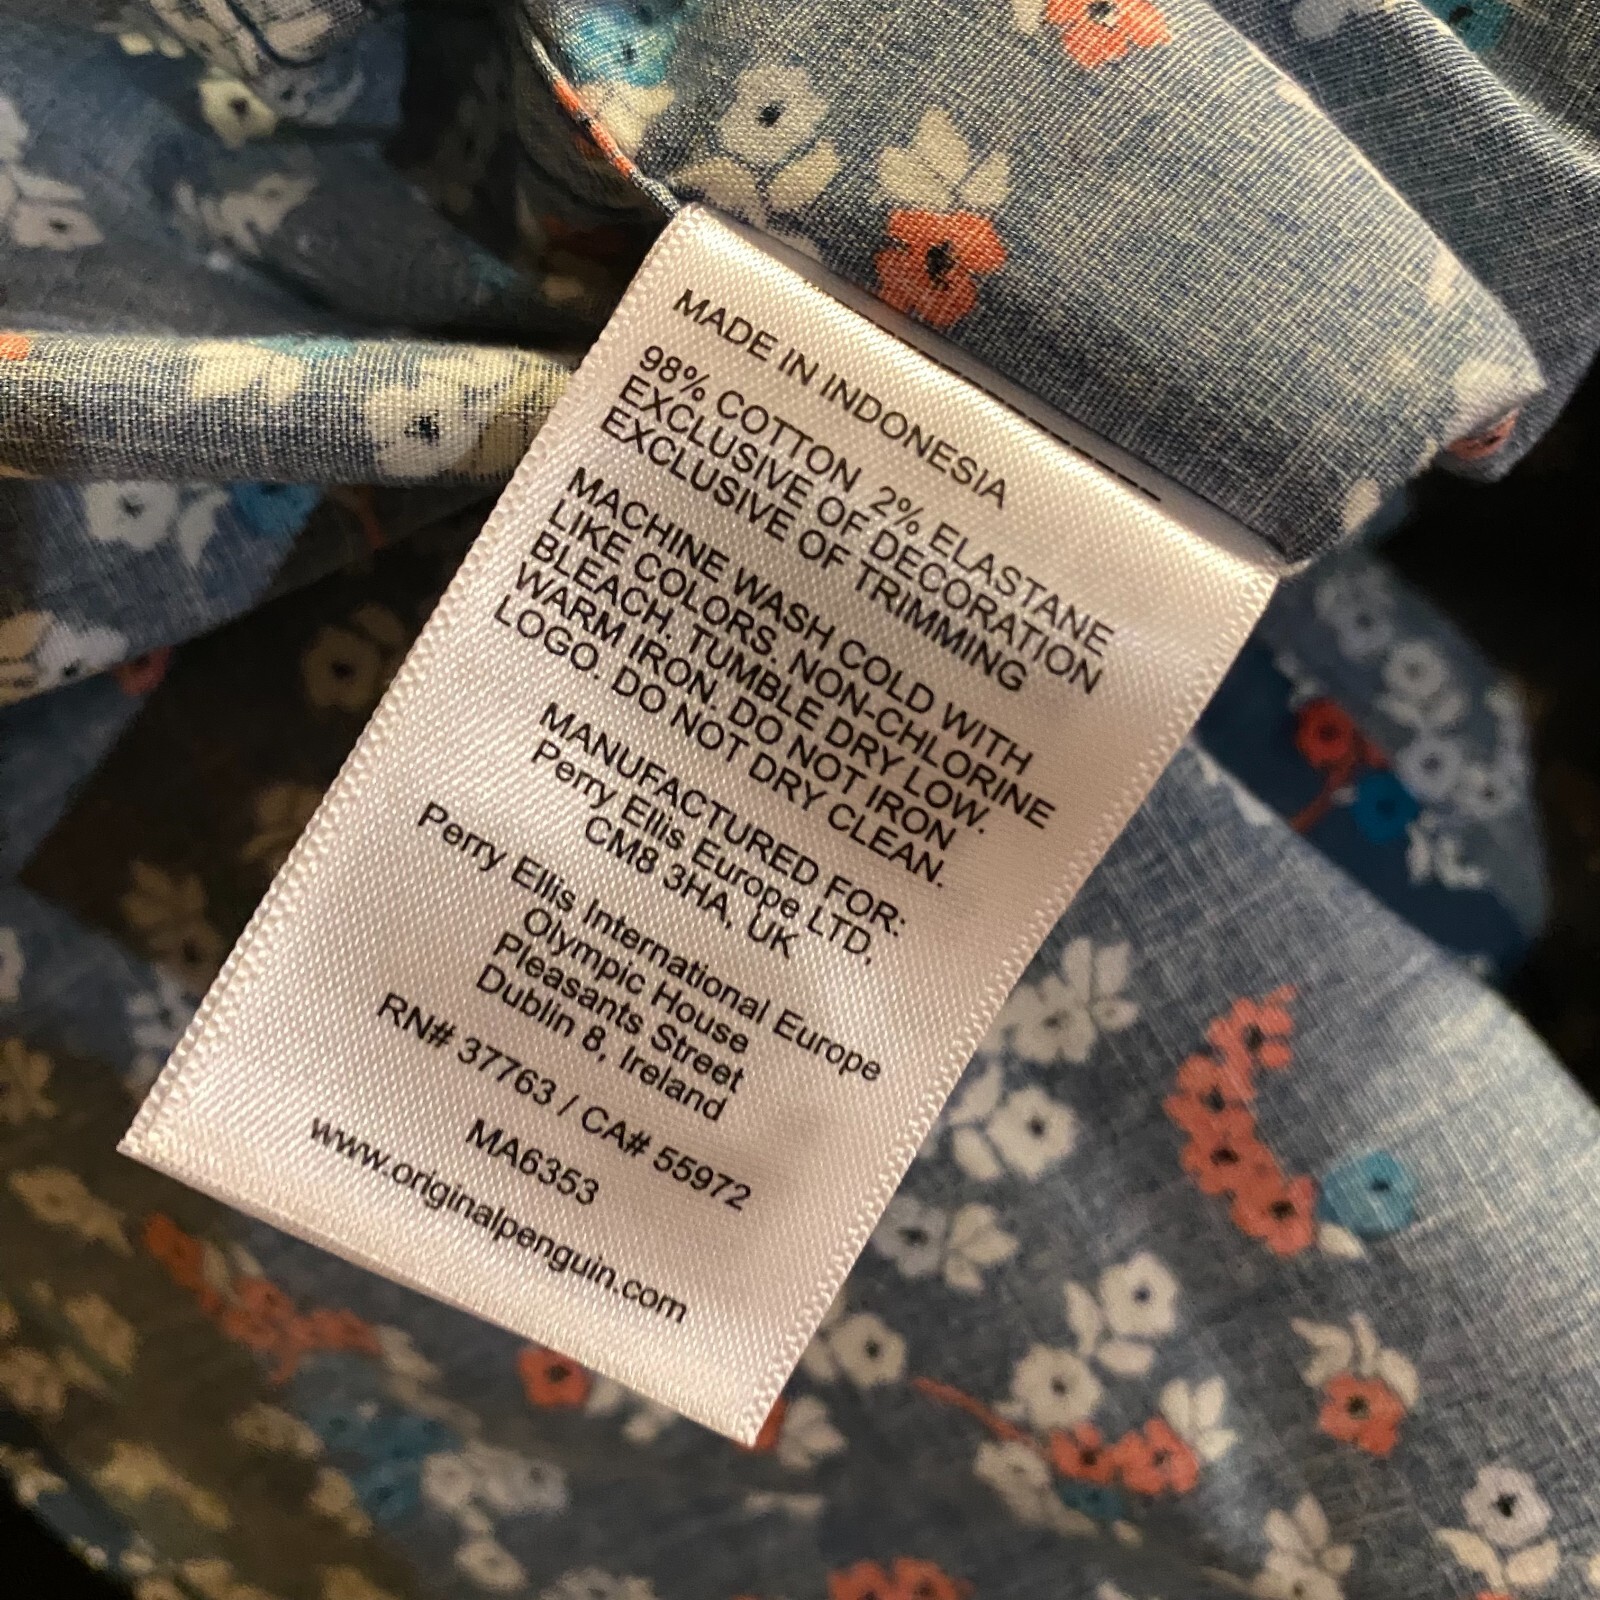 MADE IN INDONESIA
98% COTTON 2% ELASTANE
EXCLUSIVE OF DECORATION
EXCLUSIVE OF TRIMMING
MACHINE WASH COLD WITH
LIKE COLORS. NON-CHLORINE
BLEACH. TUMBLE DRY LOW.
WARM IRON. DO NOT IRON
LOGO. DO NOT DRY CLEAN.
MANUFACTURED FOR:
Perry Ellis Europe LTD,
CM8 3HA, UK
Perry Ellis International Europe
Olympic House
Pleasants Street
Dublin 8, Ireland
RN# 37763 / CA# 55972
MA6353
www.originalpenguin.com